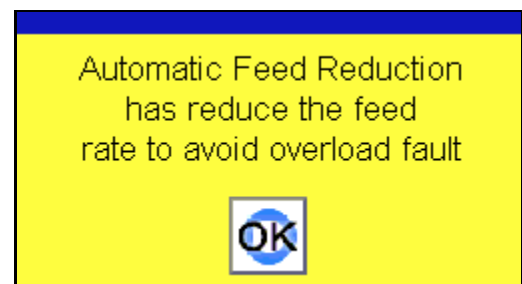 Automatic Feed Reduction
has reduce the feed
rate to avoid overload fault
OK